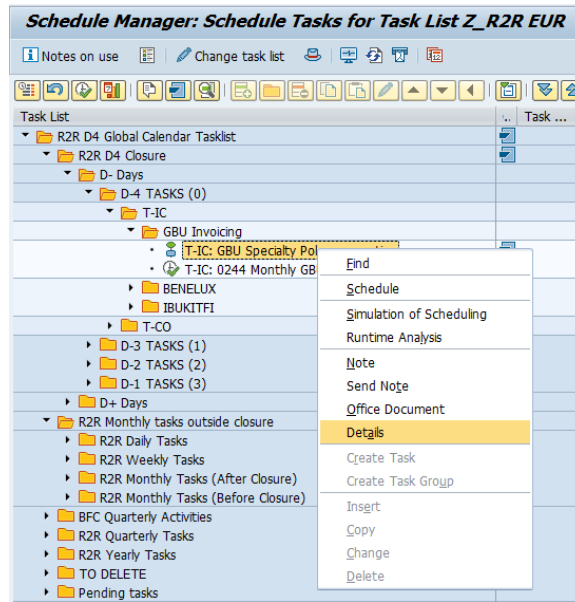 Schedule Manager: Schedule Tasks for Task List Z_R2R EUR
Notes on use Change task list
Task List Task ...
R2R D4 Global Calendar Tasklist
R2R D4 Closure
D- Days
D-4 TASKS (0)
T-IC
GBU Invoicing
T-IC: GBU Specialty Pol
T-IC: 0244 Monthly GB
BENELUX
IBUKITFI
T-CO
D-3 TASKS (1)
D-2 TASKS (2)
D-1 TASKS (3)
D+ Days
R2R Monthly tasks outside closure
R2R Daily Tasks
R2R Weekly Tasks
R2R Monthly Tasks (After Closure)
R2R Monthly Tasks (Before Closure)
BFC Quarterly Activities
R2R Quarterly Tasks
R2R Yearly Tasks
TO DELETE
Pending tasks
Find
Schedule
Simulation of Scheduling
Runtime Analysis
Note
Send Note
Office Document
Details
Create Task
Create Task Group
Insert
Copy
Change
Delete